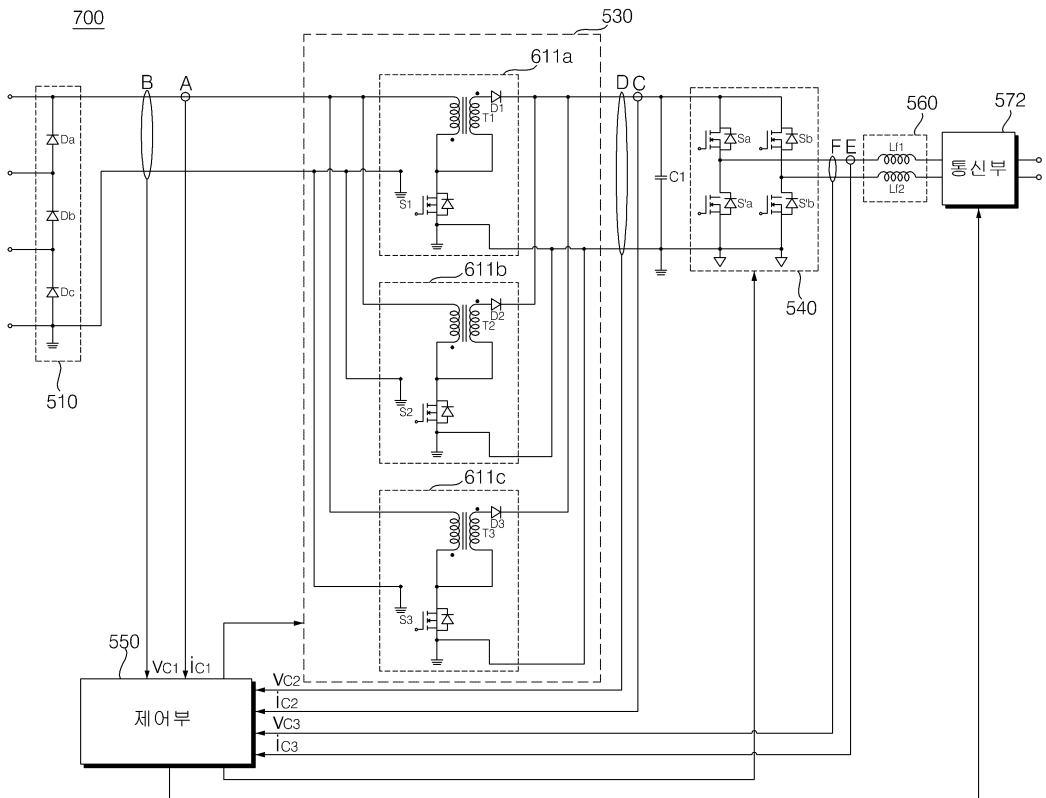 700
530
611a
B
A
D1
T1
S1
D
C
C1
Da
Db
Dc
510
Sa
Sb
S'a
S'b
540
F
E
560
Lf1
Lf2
572
통신부
611b
D2
T2
S2
611c
D3
T3
S3
550
VC1
iC1
제어부
VC2
iC2
VC3
iC3